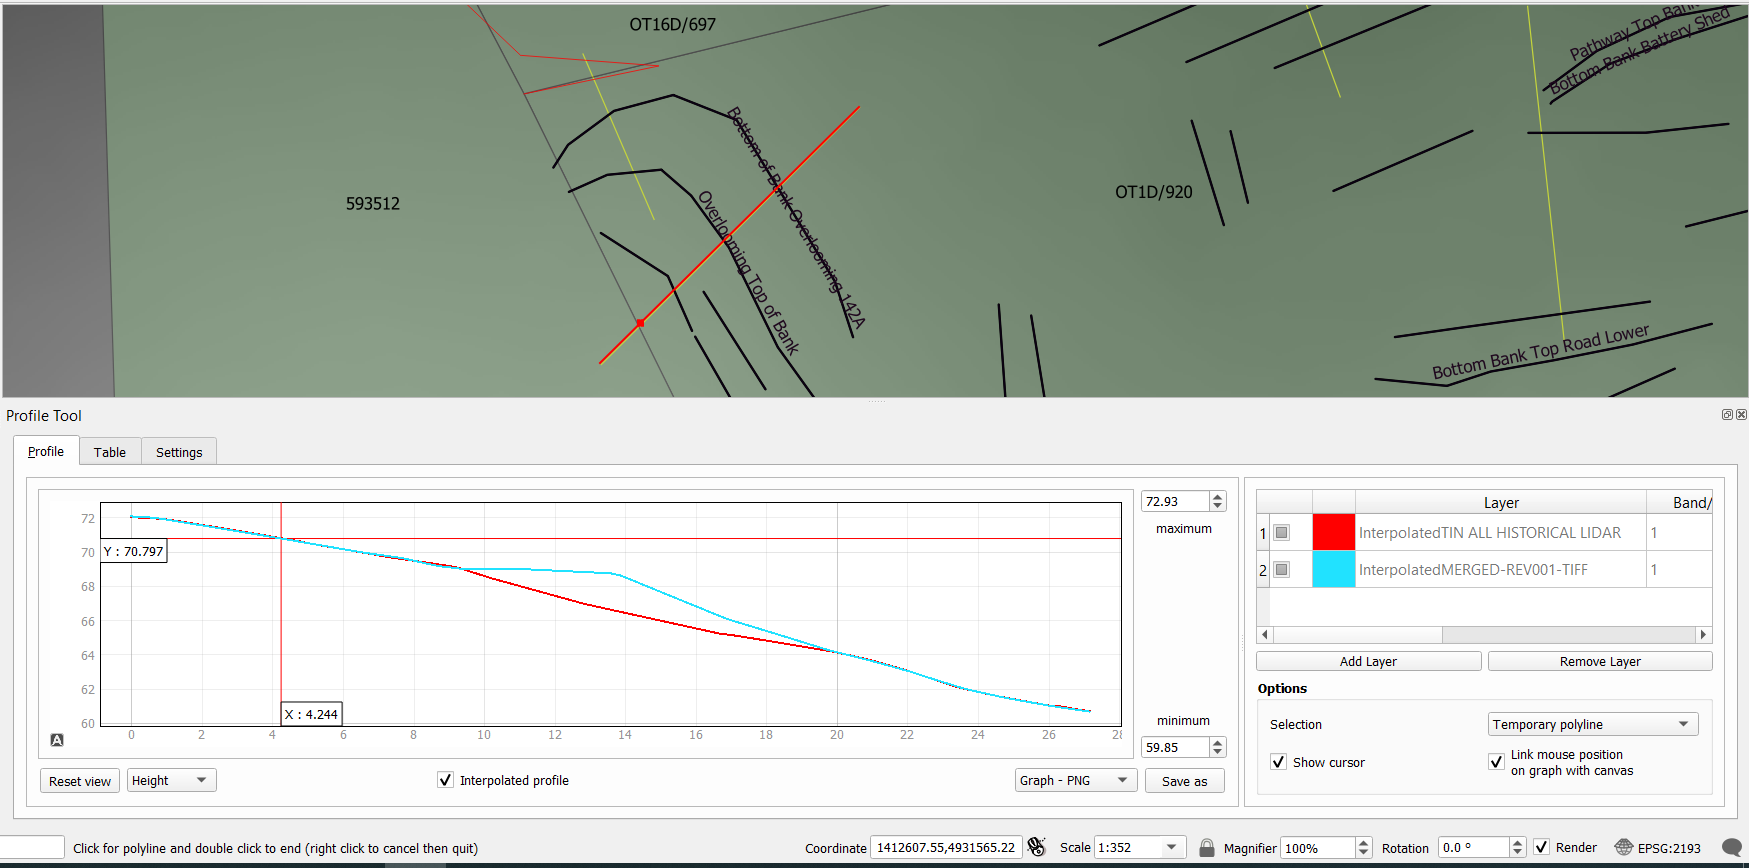 OT16D/697
Pathway Top Bank
Bottom Bank Battery Shed
Bottom of Bank Overlooming 142A
593512
OT1D/920
Overlooming Top of Bank
Bottom Bank Top Road Lower
Profile Tool
Profile
Table
Settings
72
70
68
66
64
62
60
Y : 70.797
X : 4.244
0
2
4
6
8
10
12
14
16
18
20
22
24
26
28
A
72.93
maximum
minimum
59.85
Reset view
Height
Interpolated profile
Graph - PNG
Save as
Layer
Band/
1
InterpolatedTIN ALL HISTORICAL LIDAR
1
2
InterpolatedMERGED-REV001-TIFF
1
Add Layer
Remove Layer
Options
Selection
Temporary polyline
Show cursor
Link mouse position
on graph with canvas
Click for polyline and double click to end (right click to cancel then quit)
Coordinate
1412607.55,4931565.22
Scale
1:352
Magnifier
100%
Rotation
0.0 °
Render
EPSG:2193